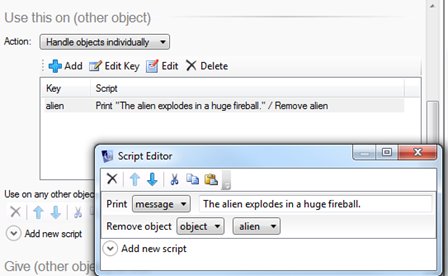 Use this on (other object)
Action: Handle objects individually
Add Edit Key Edit Delete
Key Script
alien Print "The alien explodes in a huge fireball." / Remove alien
Script Editor
Use on any other objec
Print message The alien explodes in a huge fireball.
Remove object object alien
Add new script
Add new script
Give (other objec